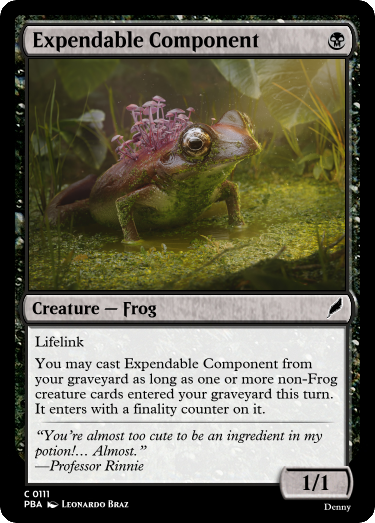 Expendable Component
Creature — Frog
Lifelink
You may cast Expendable Component from
your graveyard as long as one or more non-Frog
creature cards entered your graveyard this turn.
It enters with a finality counter on it.
“You’re almost too cute to be an ingredient in my
potion!… Almost.”
—Professor Rinnie
1/1
C 0111
PBA Leonardo Braz
Denny